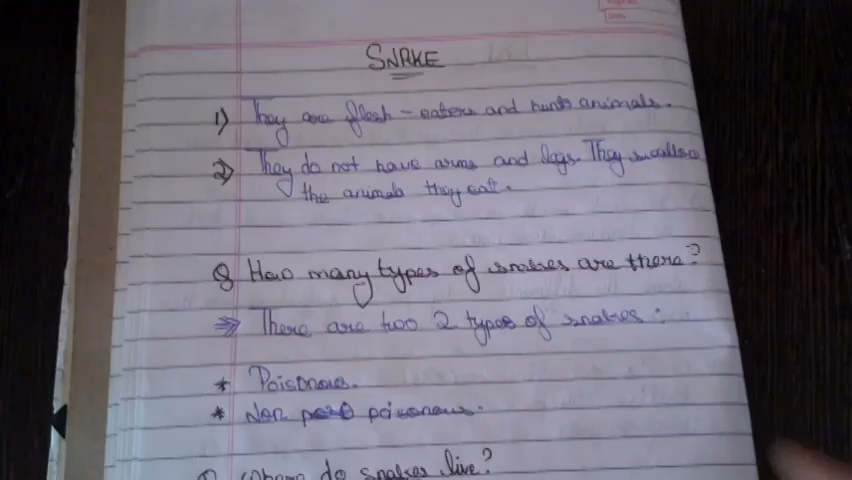 SNAKE
1) They are flesh-eaters and hunts animals.
2) They do not have arms and legs. They swallow
the animals they eat.
Q How many types of snakes are there?
⇒ There are two 2 types of snakes:
* Poisonous.
* Non poisonous.
Q Where do snakes live?